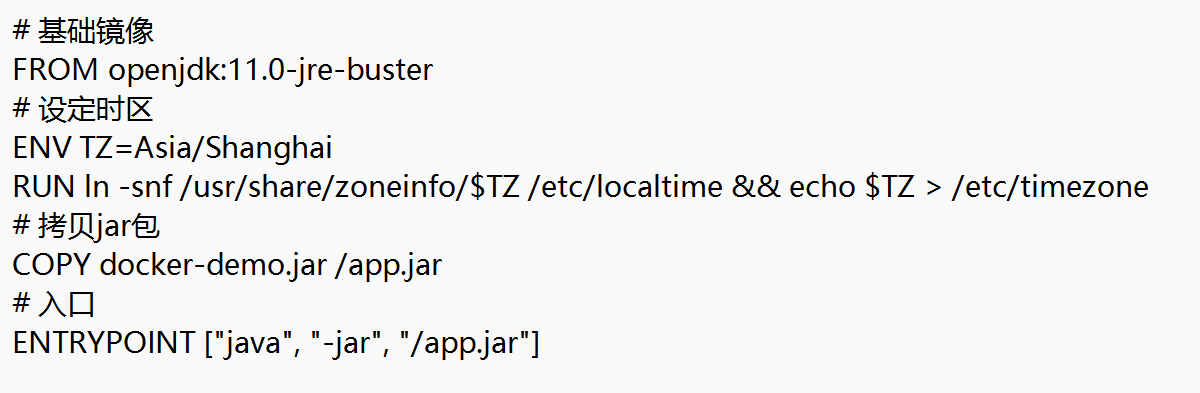 # 基础镜像
FROM openjdk:11.0-jre-buster
# 设定时区
ENV TZ=Asia/Shanghai
RUN ln -snf /usr/share/zoneinfo/$TZ /etc/localtime && echo $TZ > /etc/timezone
# 拷贝jar包
COPY docker-demo.jar /app.jar
# 入口
ENTRYPOINT ["java", "-jar", "/app.jar"]